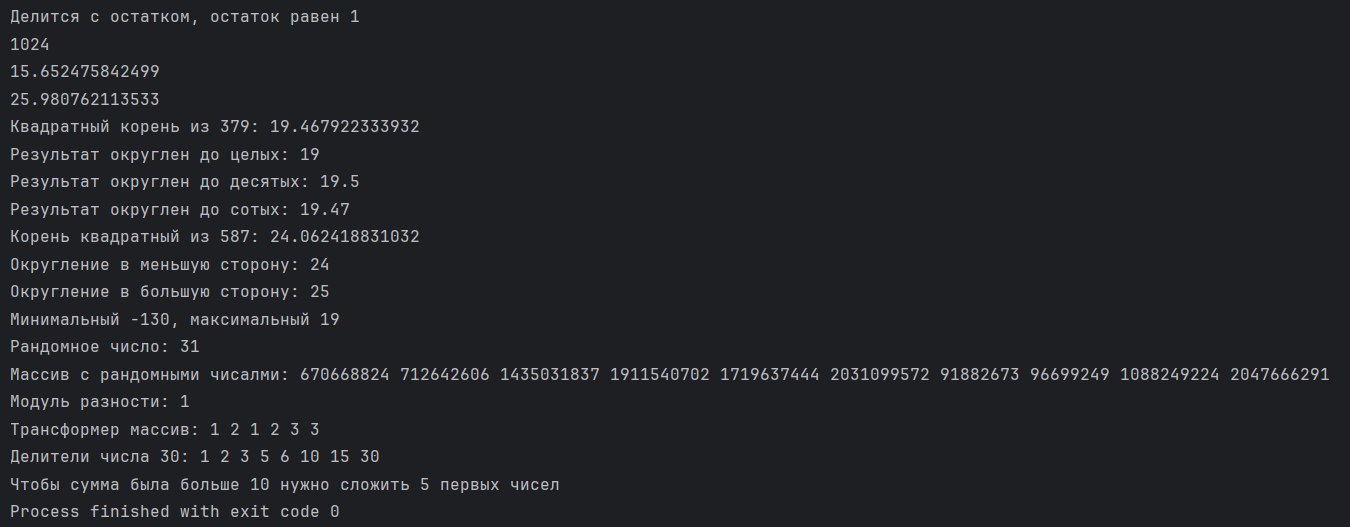 Делится с остатком, остаток равен 1
1024
15.652475842499
25.980762113533
Квадратный корень из 379: 19.467922333932
Результат округлен до целых: 19
Результат округлен до десятых: 19.5
Результат округлен до сотых: 19.47
Корень квадратный из 587: 24.062418831032
Округление в меньшую сторону: 24
Округление в большую сторону: 25
Минимальный -130, максимальный 19
Рандомное число: 31
Массив с рандомными чисалми: 670668824 712642606 1435031837 1911540702 1719637444 2031099572 91882673 96699249 1088249224 2047666291
Модуль разности: 1
Трансформер массив: 1 2 1 2 3 3
Делители числа 30: 1 2 3 5 6 10 15 30
Чтобы сумма была больше 10 нужно сложить 5 первых чисел
Process finished with exit code 0